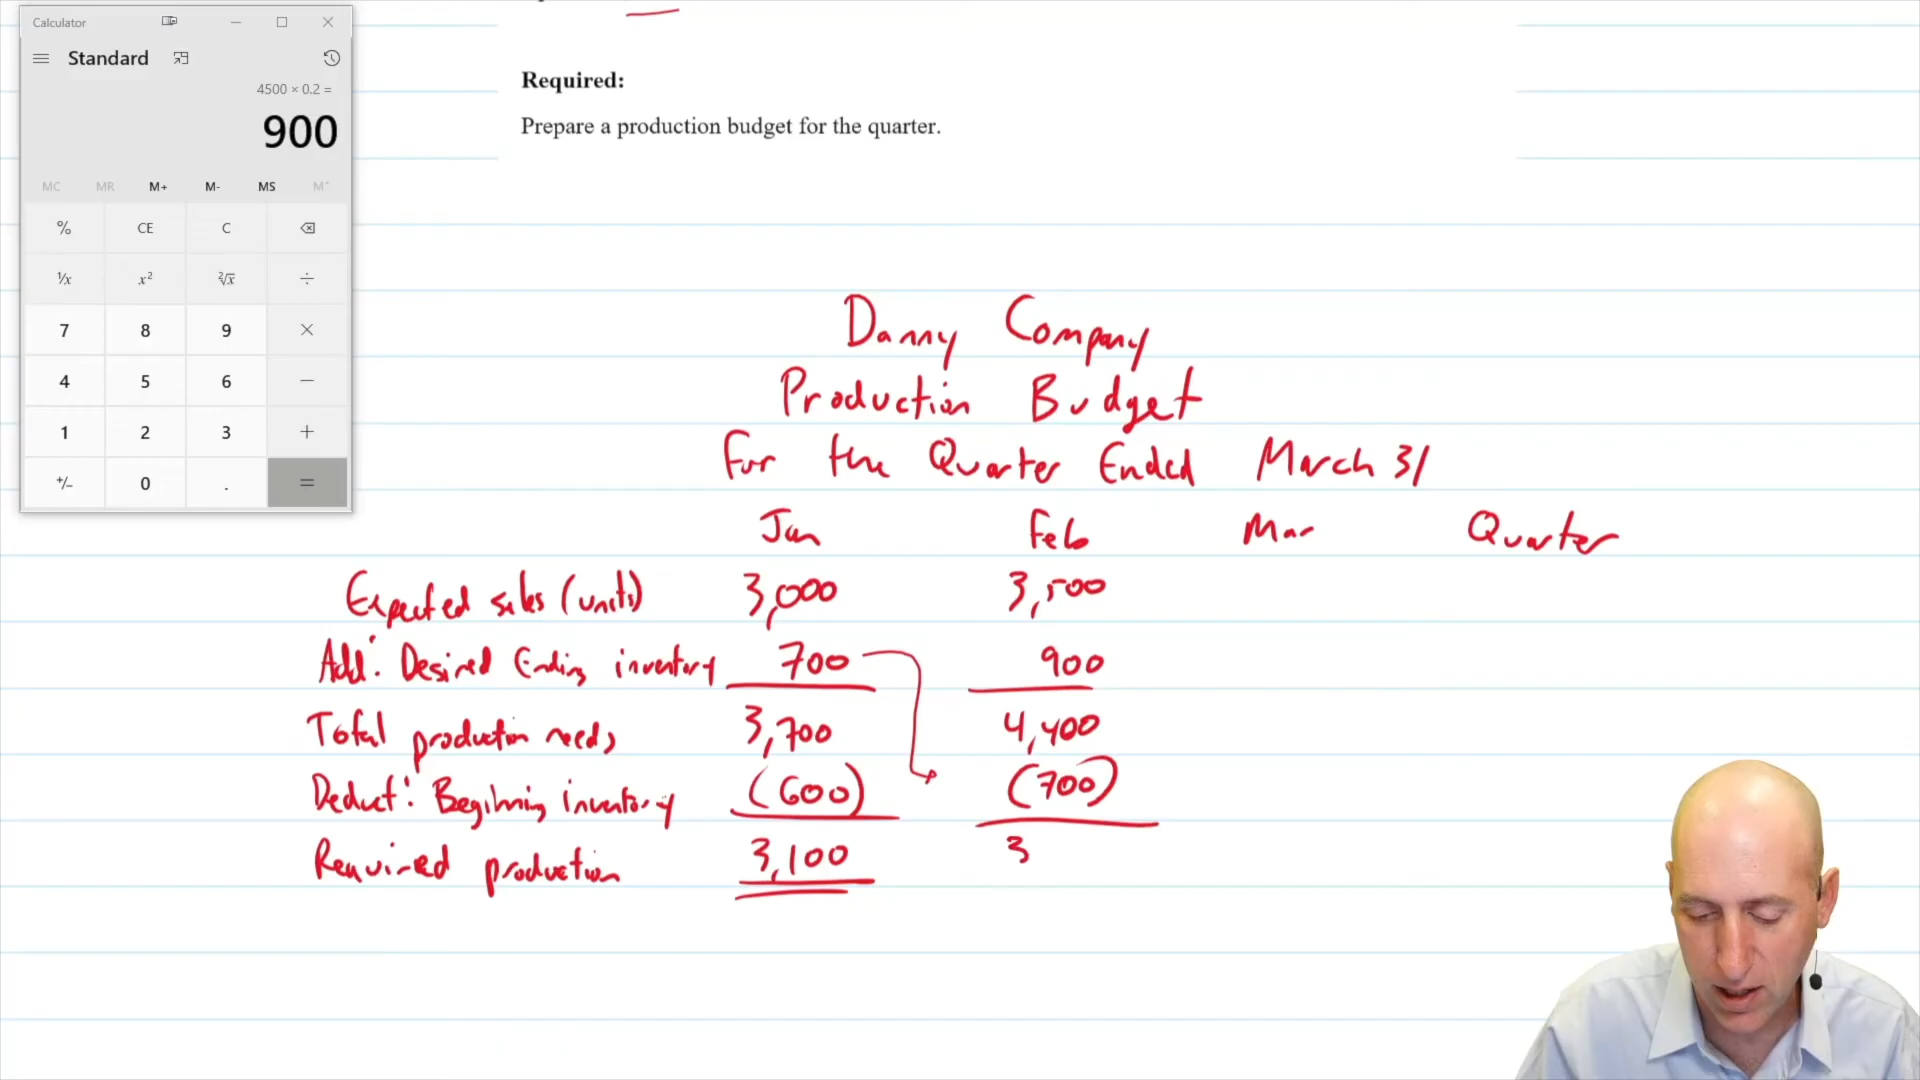 Calculator
Standard
4500 × 0.2 =
900
MC MR M+ M- MS M˅
% CE C
¹/x x² ²√x ÷
7 8 9 ×
4 5 6 −
1 2 3 +
+/− 0 . =
Required:
Prepare a production budget for the quarter.
Danny Company
Production Budget
For the Quarter Ended March 31
Jan Feb Mar Quarter
Expected sales (units) 3,000 3,500
Add: Desired Ending inventory 700 900
Total production needs 3,700 4,400
Deduct: Beginning inventory (600) (700)
Required production 3,100 3